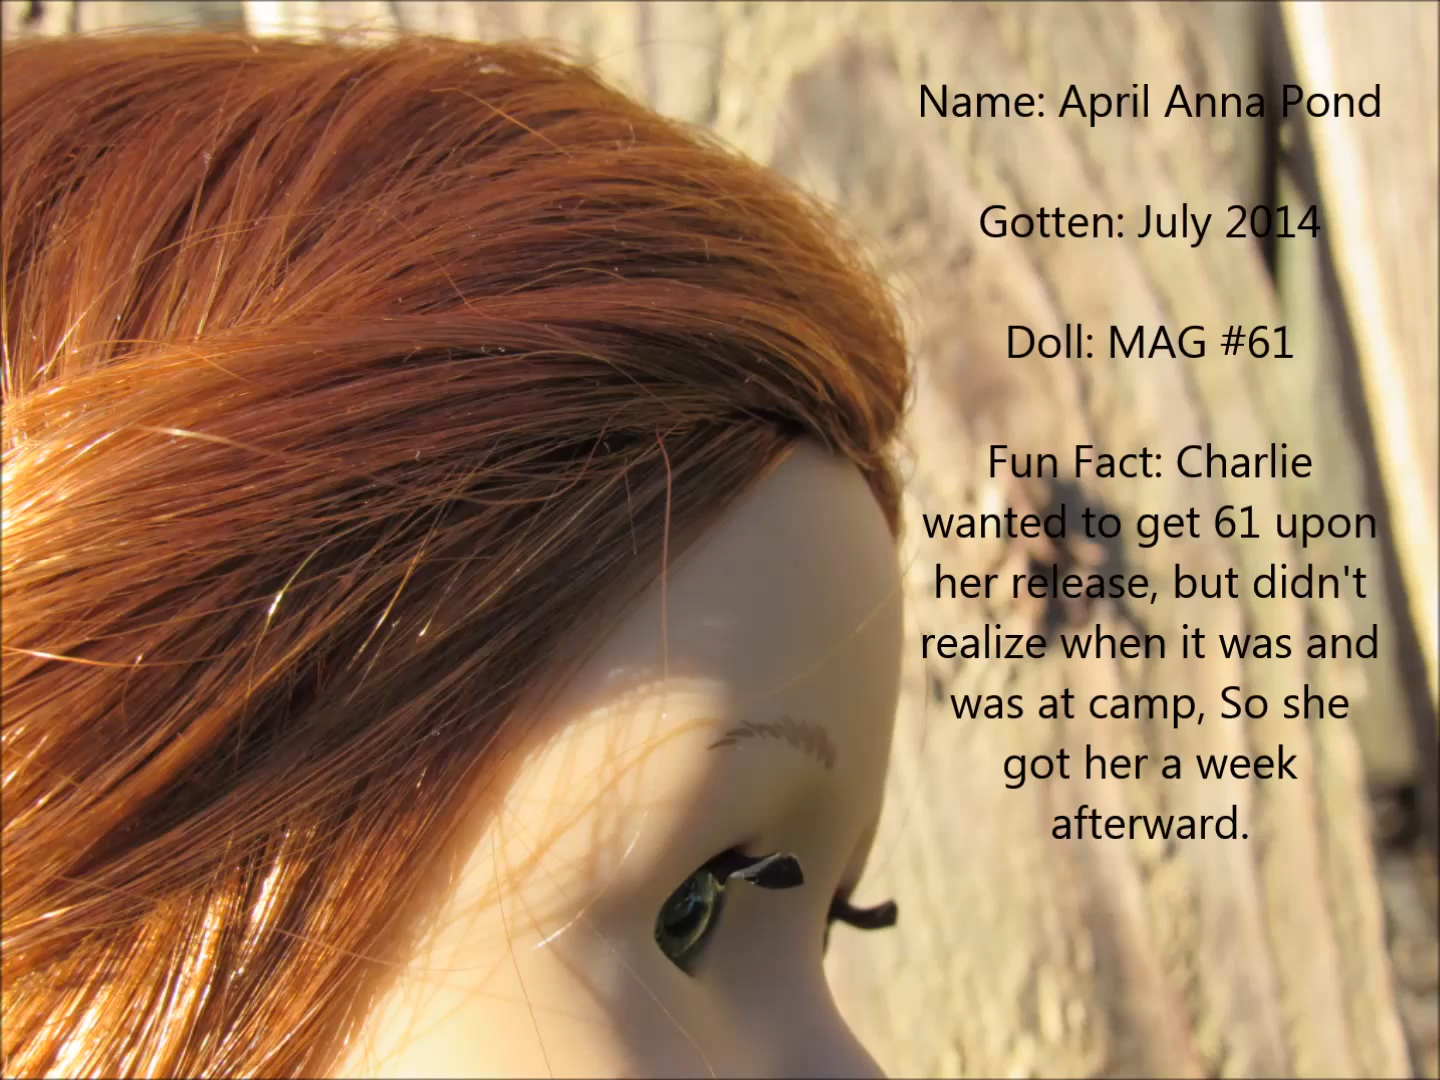 Name: April Anna Pond
Gotten: July 2014
Doll: MAG #61
Fun Fact: Charlie
wanted to get 61 upon
her release, but didn't
realize when it was and
was at camp, So she
got her a week
afterward.